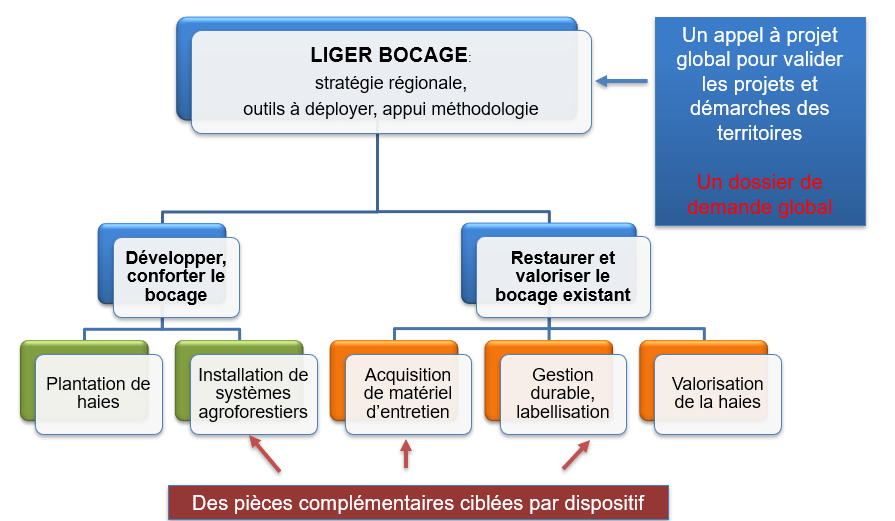 LIGER BOCAGE:
stratégie régionale,
outils à déployer, appui méthodologie
Un appel à projet
global pour valider
les projets et
démarches des
territoires
Un dossier de
demande global
Développer,
conforter le
bocage
Restaurer et
valoriser le
bocage existant
Plantation de
haies
Installation de
systèmes
agroforestiers
Acquisition
de matériel
d'entretien
Gestion
durable,
labellisation
Valorisation
de la haies
Des pièces complémentaires ciblées par dispositif